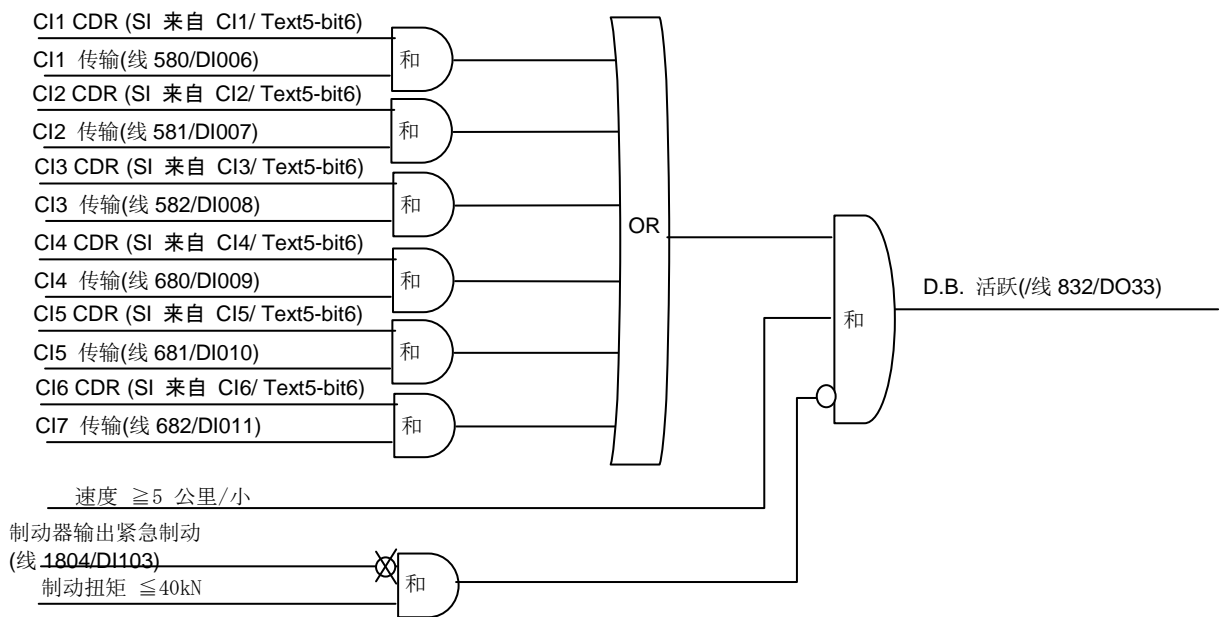 CI1 CDR (SI 来自 CI1/ Text5-bit6)
CI1 传输(线 580/DI006)
和
CI2 CDR (SI 来自 CI2/ Text5-bit6)
CI2 传输(线 581/DI007)
和
CI3 CDR (SI 来自 CI3/ Text5-bit6)
CI3 传输(线 582/DI008)
和
CI4 CDR (SI 来自 CI4/ Text5-bit6)
CI4 传输(线 680/DI009)
和
CI5 CDR (SI 来自 CI5/ Text5-bit6)
CI5 传输(线 681/DI010)
和
CI6 CDR (SI 来自 CI6/ Text5-bit6)
CI7 传输(线 682/DI011)
和
OR
和
D.B. 活跃(/线 832/DO33)
速度 ≧5 公里/小
制动器输出紧急制动
(线 1804/DI103)
制动扭矩 ≦40kN
和